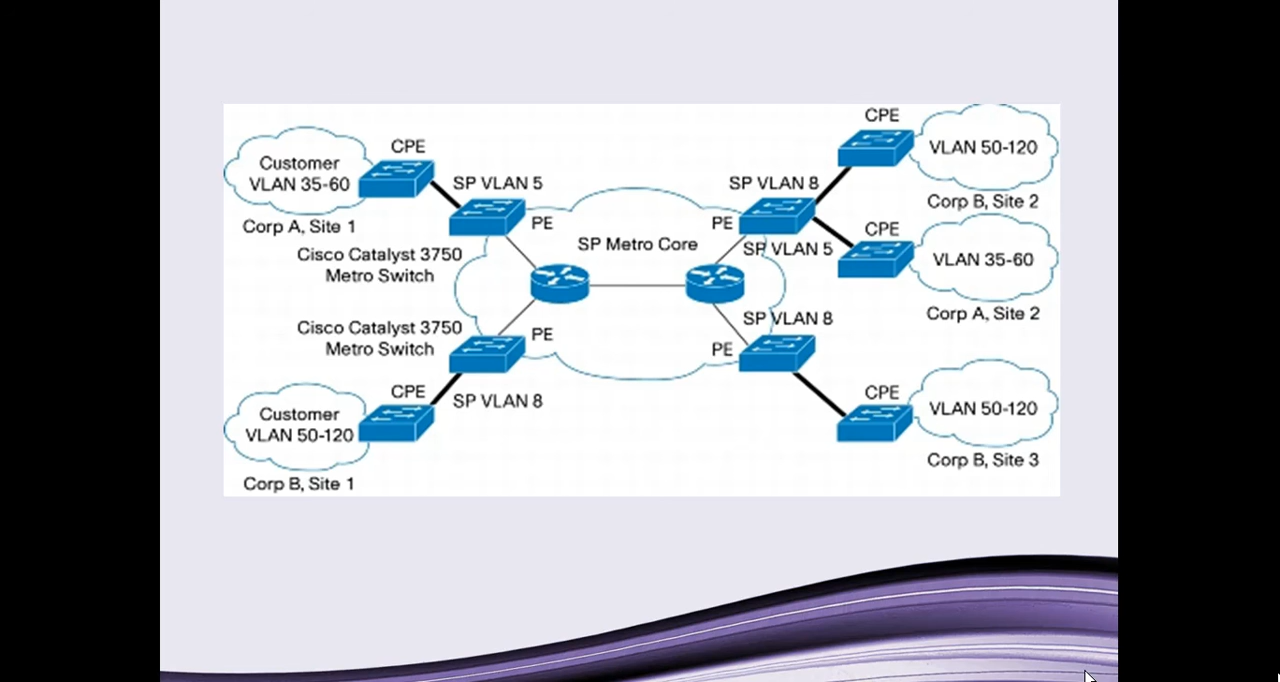 CPE
Customer
VLAN 35-60
Corp A, Site 1
SP VLAN 5
PE
Cisco Catalyst 3750
Metro Switch
Cisco Catalyst 3750
Metro Switch
PE
CPE
SP VLAN 8
Customer
VLAN 50-120
Corp B, Site 1
SP Metro Core
CPE
VLAN 50-120
Corp B, Site 2
SP VLAN 8
PE
SP VLAN 5
CPE
VLAN 35-60
Corp A, Site 2
SP VLAN 8
PE
CPE
VLAN 50-120
Corp B, Site 3